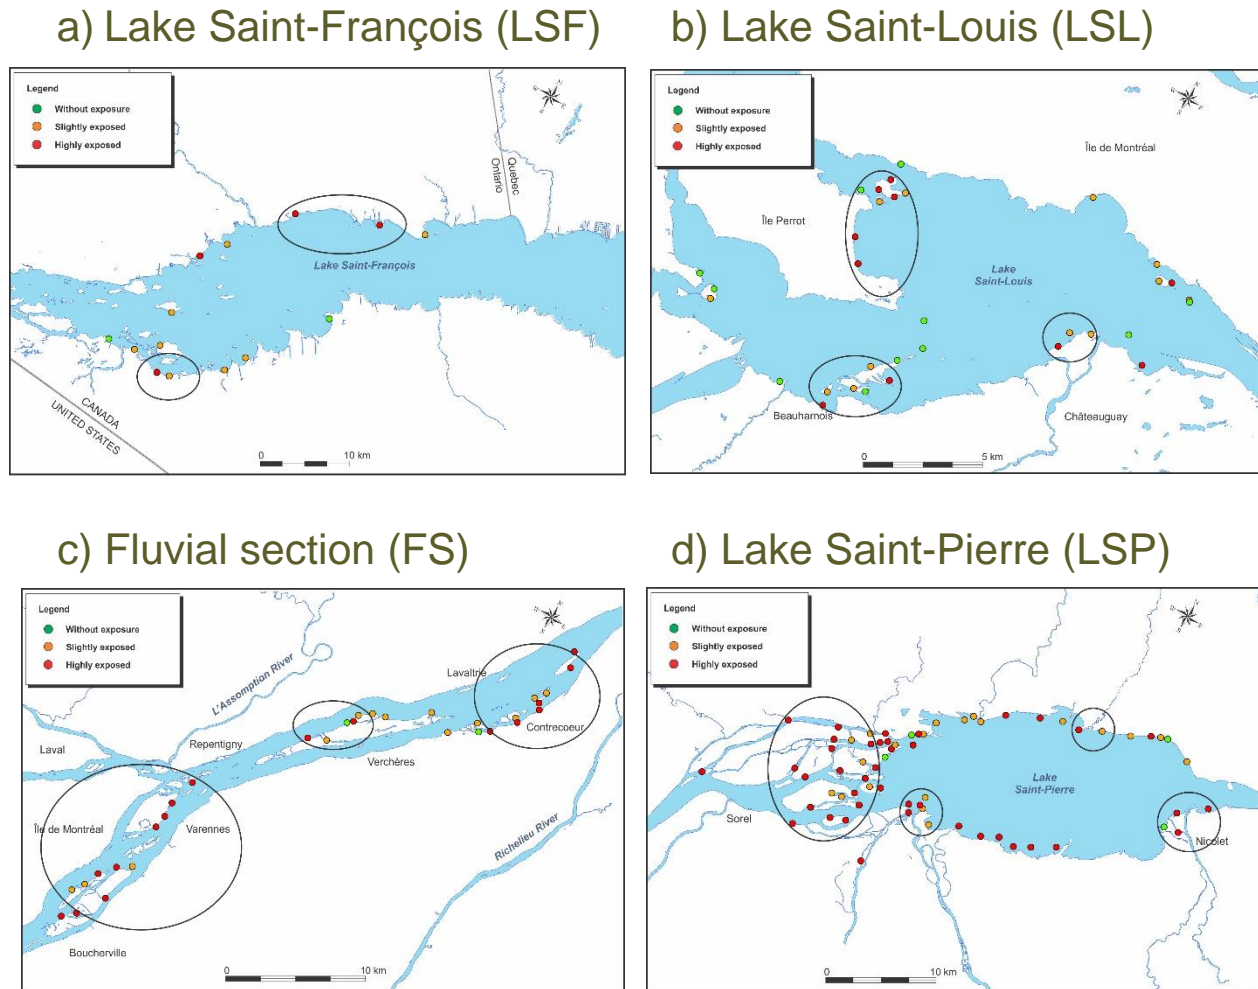 a) Lake Saint-François (LSF)
Legend
Without exposure
Slightly exposed
Highly exposed
Ontario
Quebec
Lake Saint-François
CANADA
UNITED STATES
0 10 km
b) Lake Saint-Louis (LSL)
Legend
Without exposure
Slightly exposed
Highly exposed
Île de Montréal
Île Perrot
Lake
Saint-Louis
Beauharnois
Châteauguay
0 5 km
c) Fluvial section (FS)
Legend
Without exposure
Slightly exposed
Highly exposed
L'Assomption River
Lavaltrie
Laval
Repentigny
Contrecoeur
Verchères
Île de Montréal
Varennes
Richelieu River
Boucherville
0 10 km
d) Lake Saint-Pierre (LSP)
Legend
Without exposure
Slightly exposed
Highly exposed
Lake
Saint-Pierre
Sorel
Nicolet
0 10 km